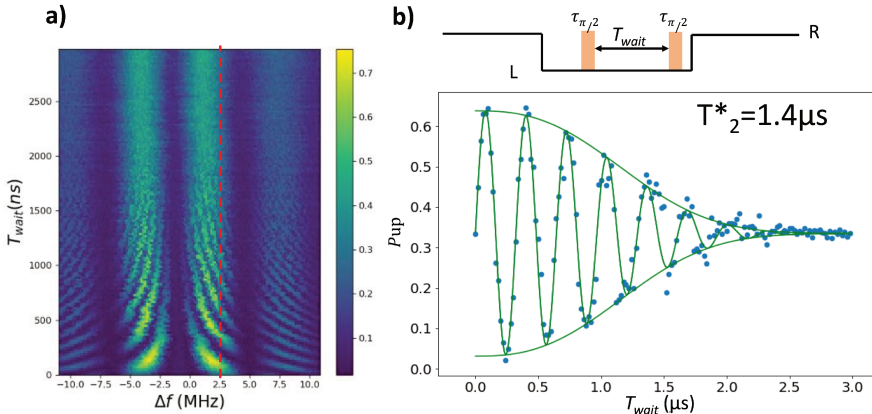 a)
T_wait(ns)
2500
2000
1500
1000
500
0
-10.0 -7.5 -5.0 -2.5 0.0 2.5 5.0 7.5 10.0
Δf (MHz)
0.7
0.6
0.5
0.4
0.3
0.2
0.1
b)
τπ/2 τπ/2
T_wait
R
L
T*2=1.4μs
Pup
0.6
0.5
0.4
0.3
0.2
0.1
0.0
0.0 0.5 1.0 1.5 2.0 2.5 3.0
T_wait (μs)